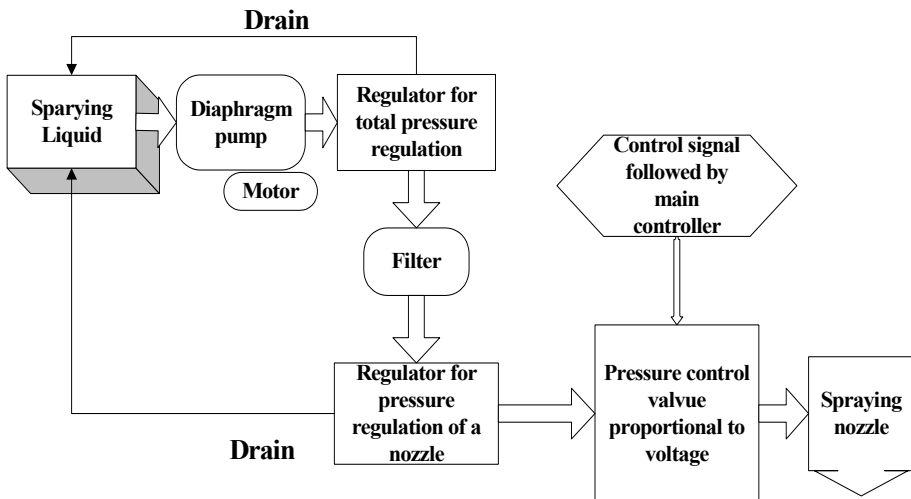 Drain
Sparying
Liquid
Diaphragm
pump
Motor
Regulator for
total pressure
regulation
Control signal
followed by
main
controller
Filter
Regulator for
pressure
regulation of a
nozzle
Drain
Pressure control
valvue
proportional to
voltage
Spraying
nozzle